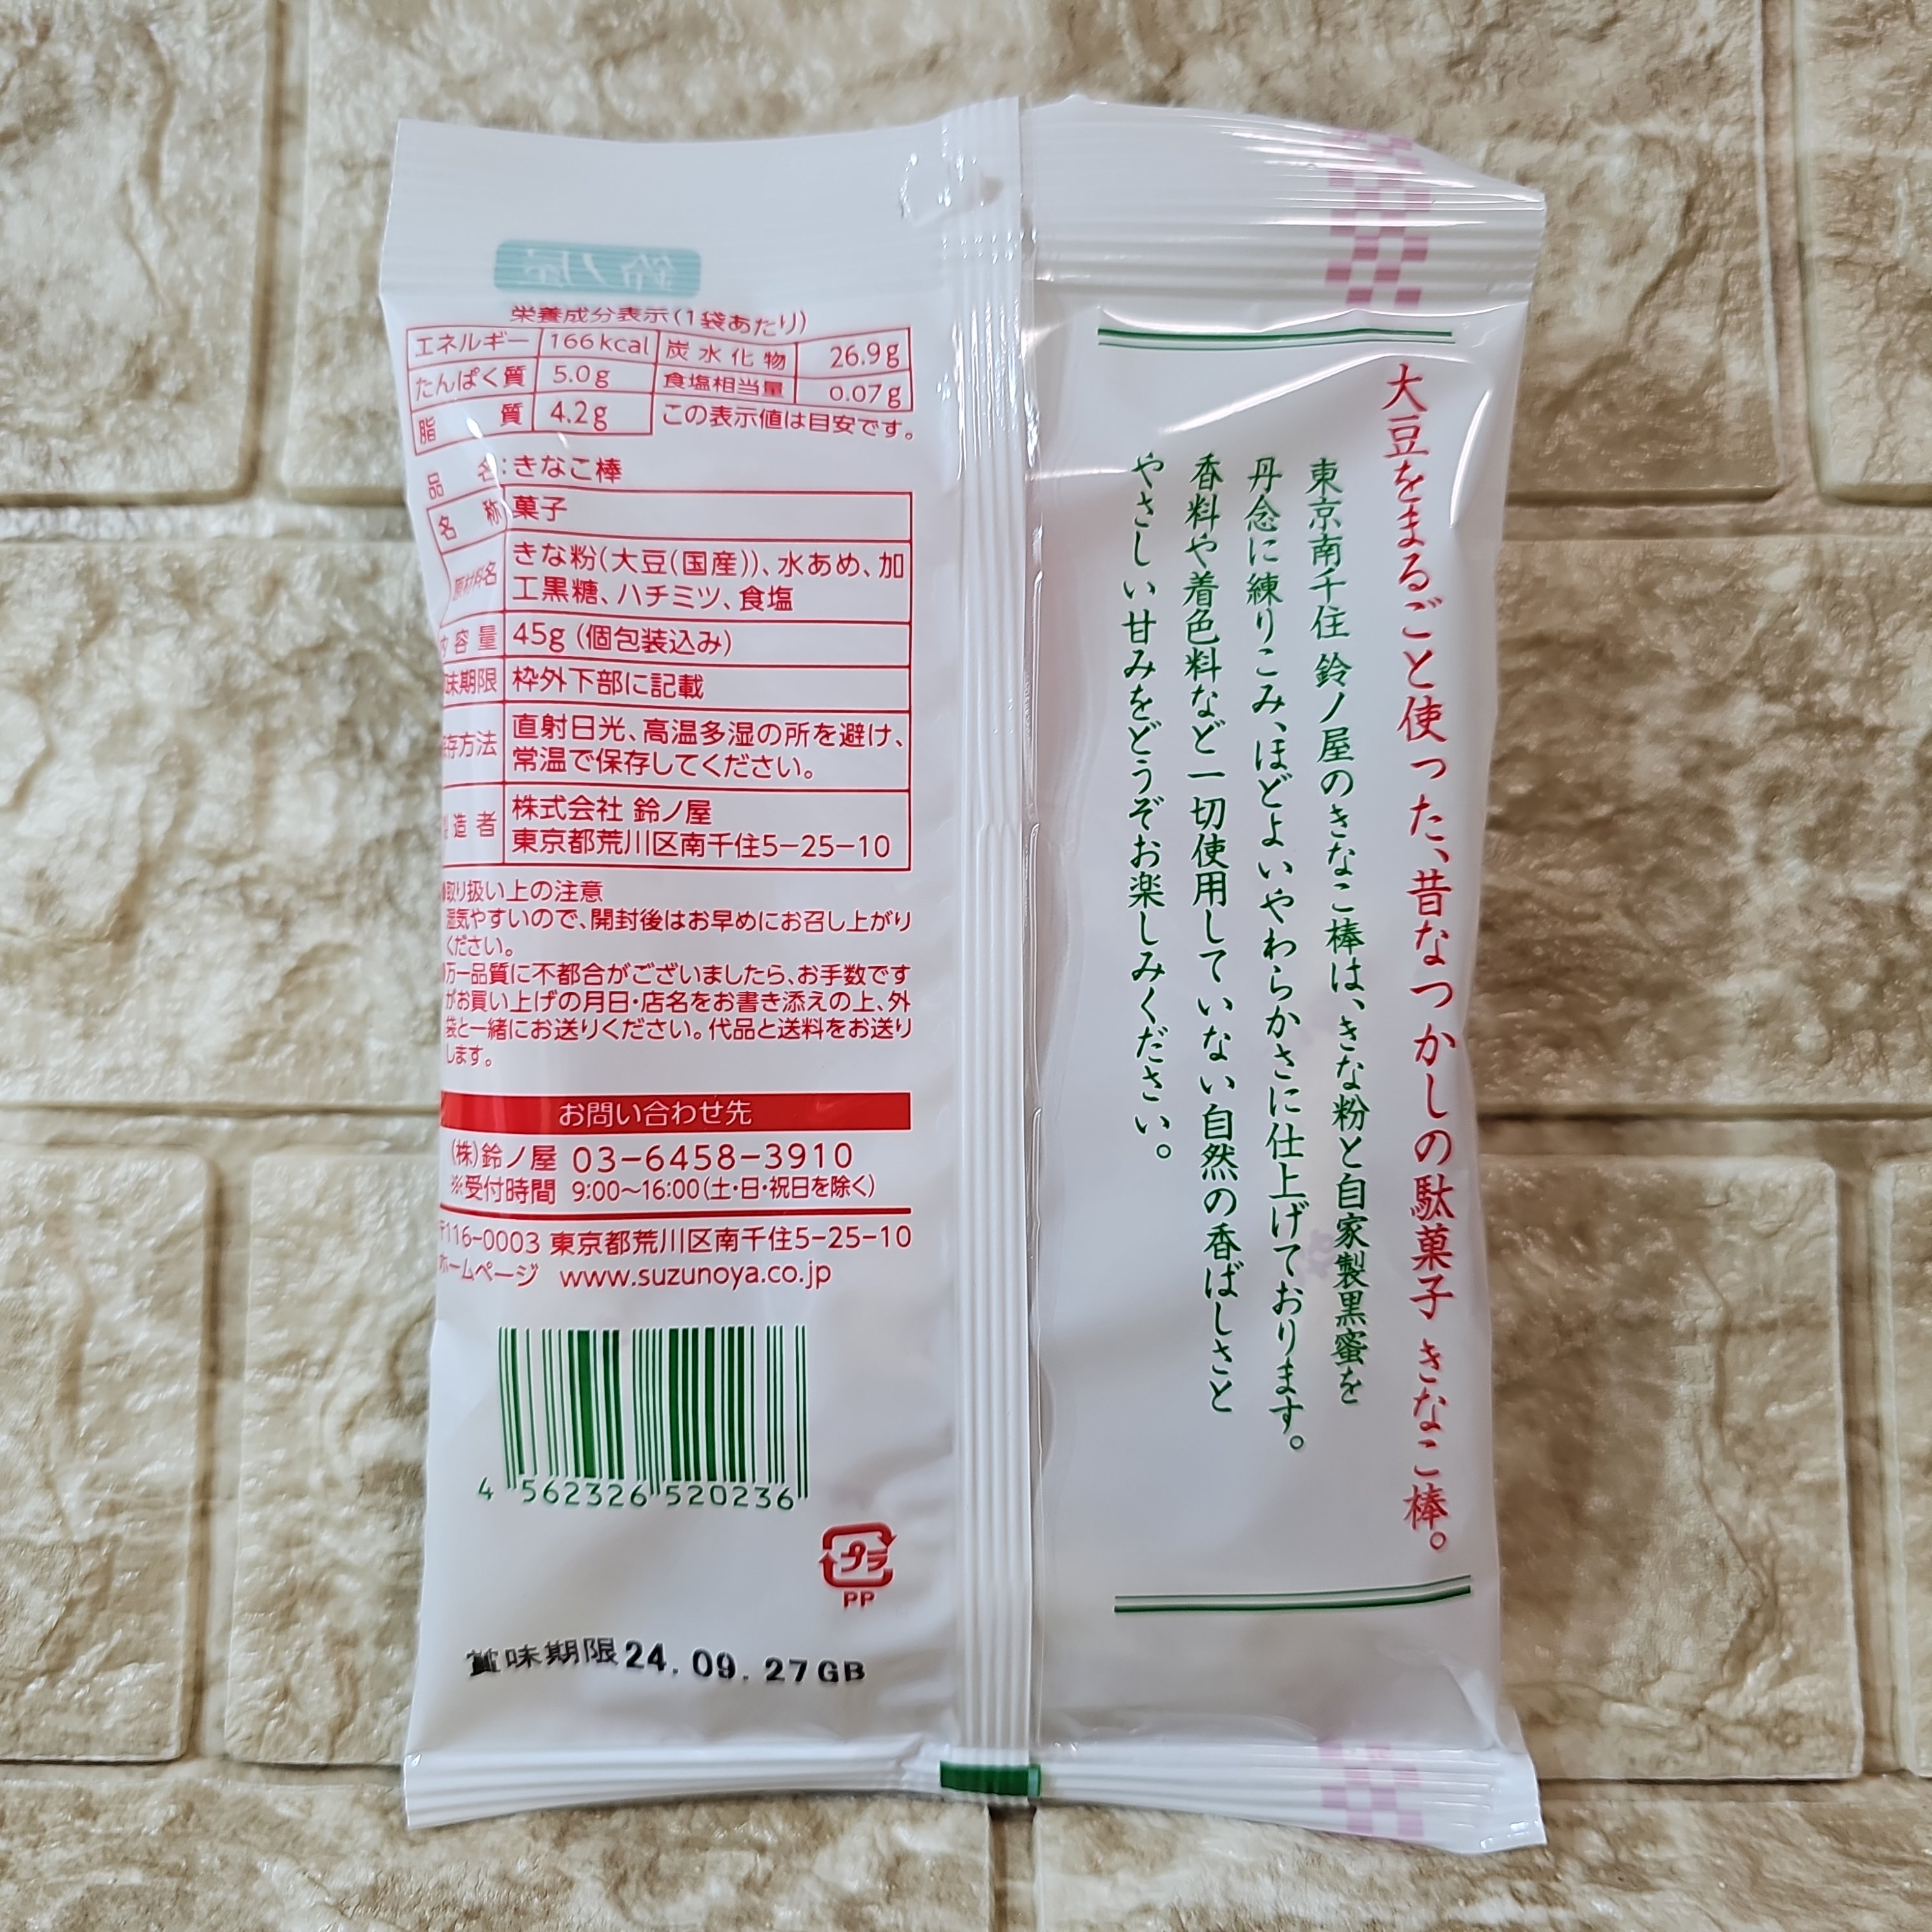 鈴ノ屋
栄養成分表示(1袋あたり)
エネルギー 166kcal 炭水化物 26.9g
たんぱく質 5.0g 食塩相当量 0.07g
脂質 4.2g この表示値は目安です。
品名:きなこ棒
名称 菓子
原材料名 きな粉(大豆(国産))、水あめ、加
工黒糖、ハチミツ、食塩
内容量 45g(個包装込み)
賞味期限 枠外下部に記載
保存方法 直射日光、高温多湿の所を避け、
常温で保存してください。
製造者 株式会社 鈴ノ屋
東京都荒川区南千住5-25-10
●取り扱い上の注意
湿気やすいので、開封後はお早めにお召し上がり
ください。
●万一品質に不都合がございましたら、お手数です
がお買い上げの月日・店名をお書き添えの上、外
袋と一緒にお送りください。代品と送料をお送り
します。
お問い合わせ先
(株)鈴ノ屋 03-6458-3910
※受付時間 9:00〜16:00(土・日・祝日を除く)
〒116-0003 東京都荒川区南千住5-25-10
ホームページ www.suzunoya.co.jp
4 562326 520236
プラ
PP
賞味期限 24.09.27GB
大豆をまるごと使った、昔なつかしの駄菓子 きなこ棒。
東京南千住 鈴ノ屋のきなこ棒は、きな粉と自家製黒蜜を
丹念に練りこみ、ほどよいやわらかさに仕上げております。
香料や着色料など一切使用していない自然の香ばしさと
やさしい甘みをどうぞお楽しみください。